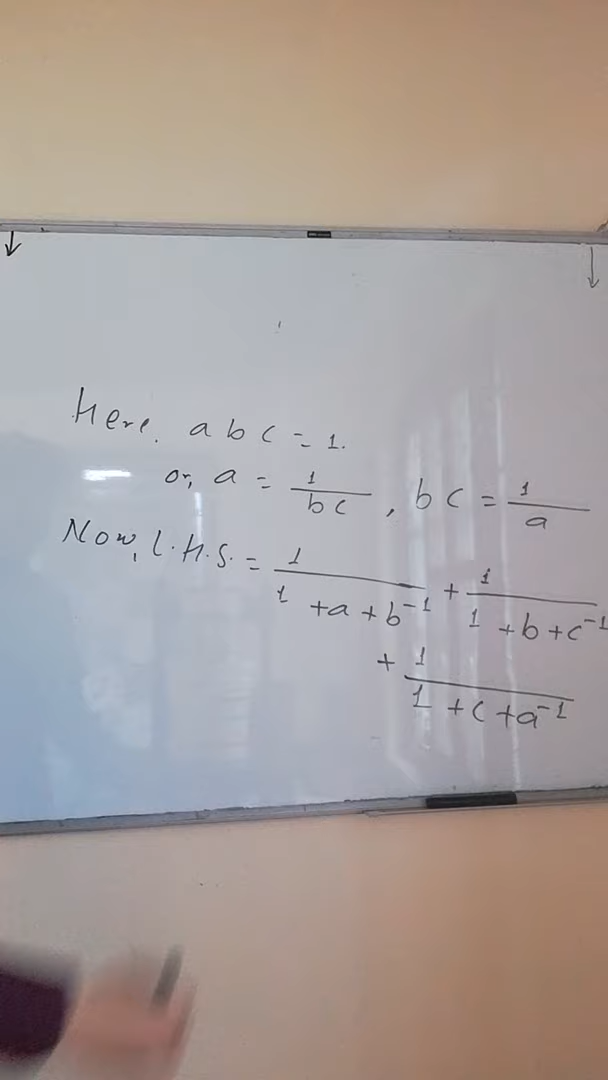 Here, abc = 1.
or, a = 1/bc , bc = 1/a
Now, L.H.S. = 1/(1 + a + b⁻¹) + 1/(1 + b + c⁻¹)
+ 1/(1 + c + a⁻¹)